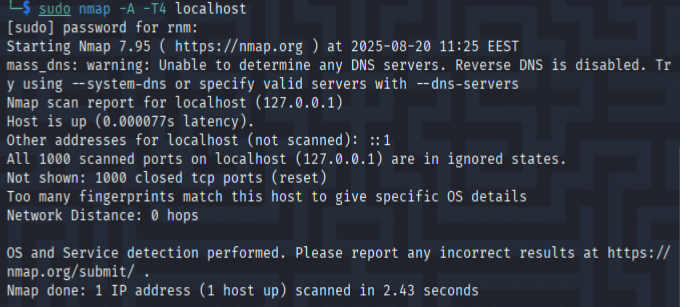 └─$ sudo nmap -A -T4 localhost
[sudo] password for rnm:
Starting Nmap 7.95 ( https://nmap.org ) at 2025-08-20 11:25 EEST
mass_dns: warning: Unable to determine any DNS servers. Reverse DNS is disabled. Tr
y using --system-dns or specify valid servers with --dns-servers
Nmap scan report for localhost (127.0.0.1)
Host is up (0.000077s latency).
Other addresses for localhost (not scanned): ::1
All 1000 scanned ports on localhost (127.0.0.1) are in ignored states.
Not shown: 1000 closed tcp ports (reset)
Too many fingerprints match this host to give specific OS details
Network Distance: 0 hops

OS and Service detection performed. Please report any incorrect results at https://
nmap.org/submit/ .
Nmap done: 1 IP address (1 host up) scanned in 2.43 seconds